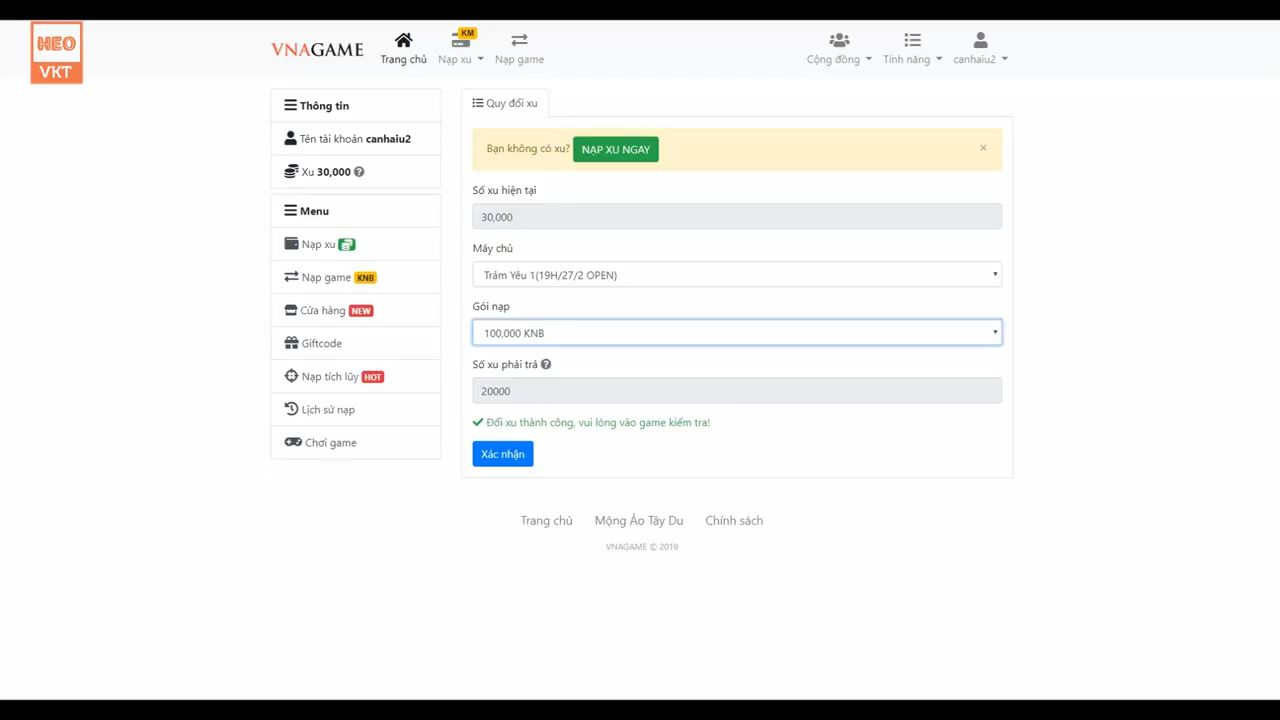 HEO
VKT
VNAGAME
Trang chủ
KM
Nạp xu
Nạp game
Cộng đồng
Tính năng
canhaiu2
Thông tin
Tên tài khoản canhaiu2
Xu 30,000
Menu
Nạp xu
Nạp game KNB
Cửa hàng NEW
Giftcode
Nạp tích lũy HOT
Lịch sử nạp
Chơi game
Quy đổi xu
Bạn không có xu? NẠP XU NGAY ×
Số xu hiện tại
30,000
Máy chủ
Trảm Yêu 1(19H/27/2 OPEN)
Gói nạp
100,000 KNB
Số xu phải trả
20000
Đổi xu thành công, vui lòng vào game kiểm tra!
Xác nhận
Trang chủ Mộng Ảo Tây Du Chính sách
VNAGAME © 2019